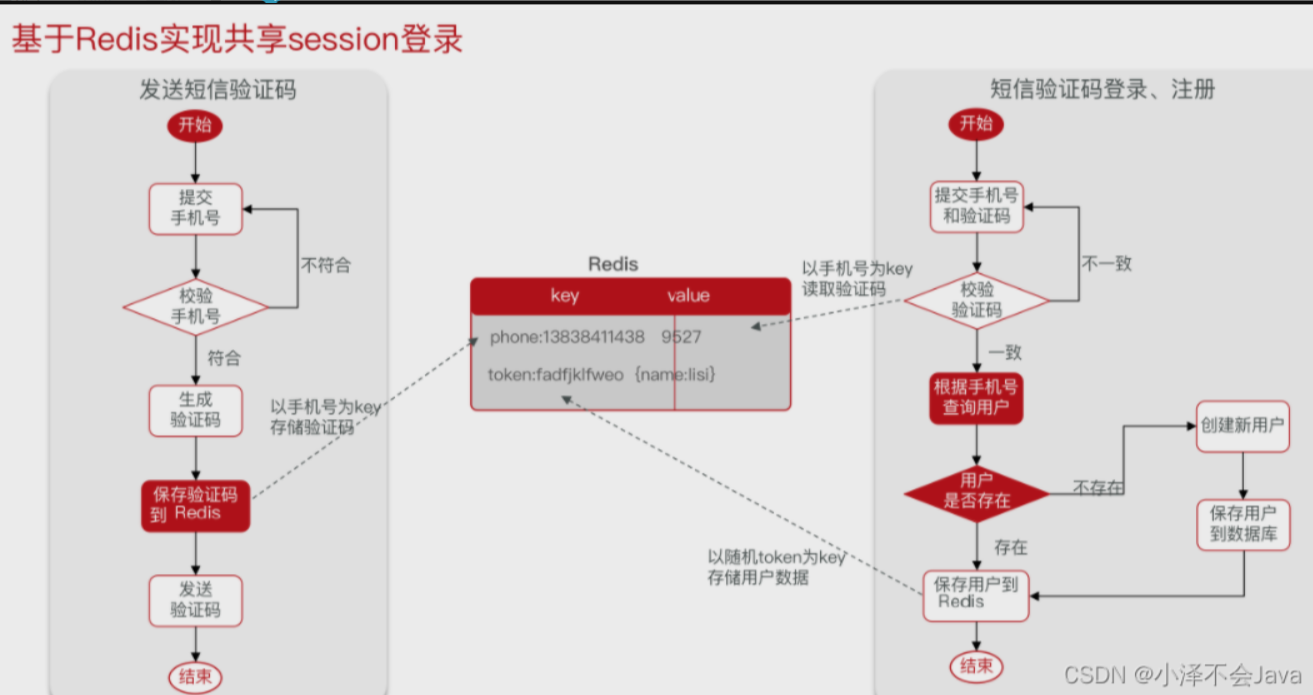 基于Redis实现共享session登录
发送短信验证码
开始
提交
手机号
不符合
校验
手机号
符合
生成
验证码
以手机号为key
存储验证码
保存验证码
到 Redis
发送
验证码
结束
Redis
key value
phone:13838411438 9527
token:fadfjklfweo {name:lisi}
以手机号为key
读取验证码
以随机token为key
存储用户数据
短信验证码登录、注册
开始
提交手机号
和验证码
不一致
校验
验证码
一致
根据手机号
查询用户
用户
是否存在
不存在
创建新用户
保存用户
到数据库
存在
保存用户到
Redis
结束
CSDN @小泽不会Java